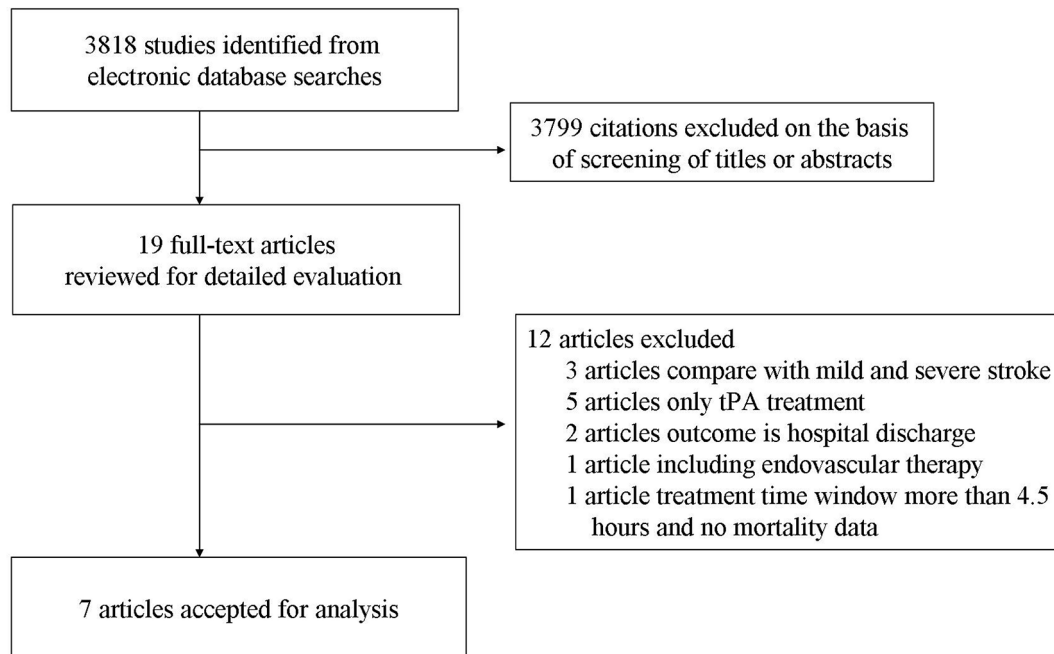 3818 studies identified from
electronic database searches
3799 citations excluded on the basis
of screening of titles or abstracts
19 full-text articles
reviewed for detailed evaluation
12 articles excluded
3 articles compare with mild and severe stroke
5 articles only tPA treatment
2 articles outcome is hospital discharge
1 article including endovascular therapy
1 article treatment time window more than 4.5
hours and no mortality data
7 articles accepted for analysis